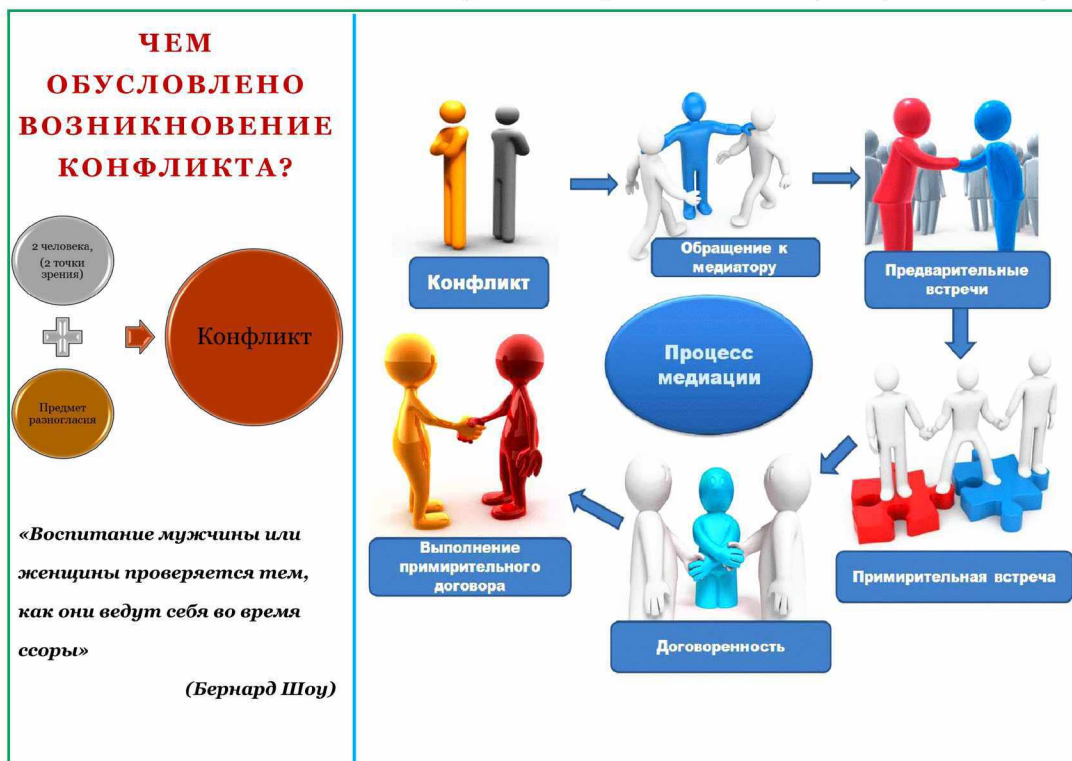 ЧЕМ
ОБУСЛОВЛЕНО
ВОЗНИКНОВЕНИЕ
КОНФЛИКТА?
2 человека,
(2 точки
зрения)
Конфликт
Предмет
разногласия
«Воспитание мужчины или
женщины проверяется тем,
как они ведут себя во время
ссоры»
(Бернард Шоу)
Конфликт
Обращение к
медиатору
Предварительные
встречи
Процесс
медиации
Примирительная встреча
Договоренность
Выполнение
примирительного
договора